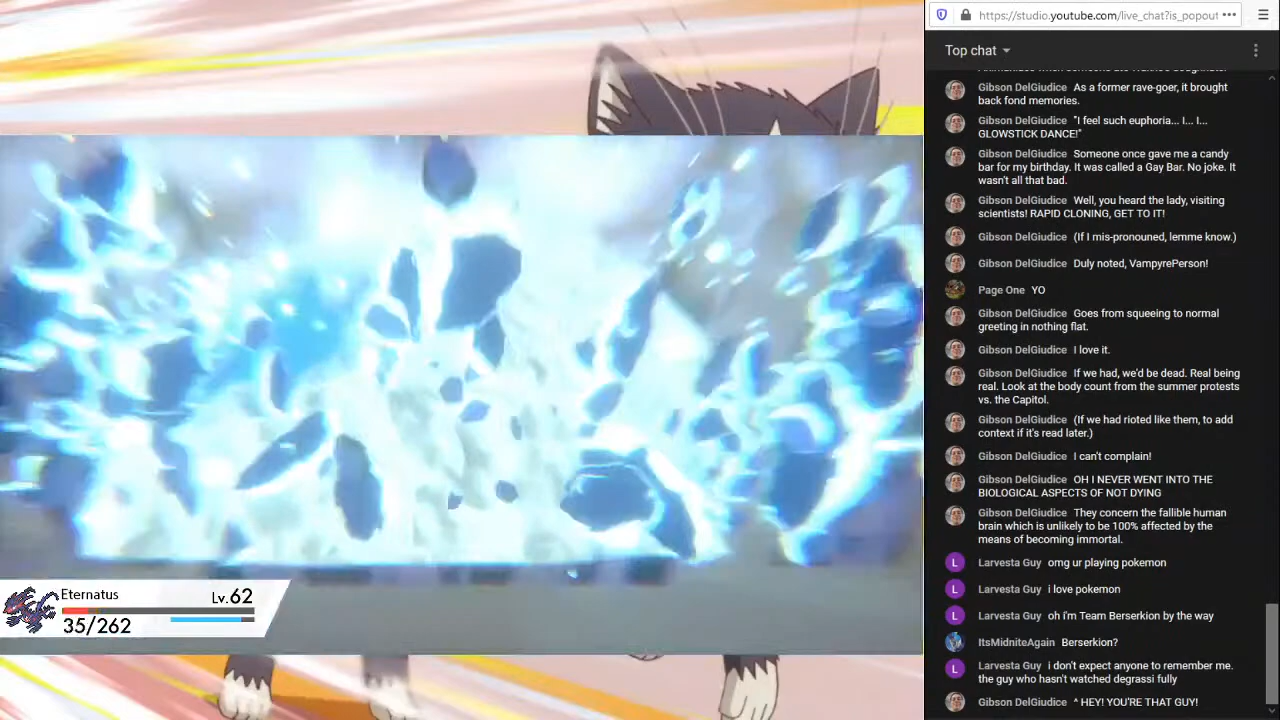 https://studio.youtube.com/live_chat?is_popout
Top chat
Gibson DelGiudice As a former rave-goer, it brought
back fond memories.
Gibson DelGiudice "I feel such euphoria... I... I...
GLOWSTICK DANCE!"
Gibson DelGiudice Someone once gave me a candy
bar for my birthday. It was called a Gay Bar. No joke. It
wasn't all that bad.
Gibson DelGiudice Well, you heard the lady, visiting
scientists! RAPID CLONING, GET TO IT!
Gibson DelGiudice (If I mis-pronounced, lemme know.)
Gibson DelGiudice Duly noted, VampyrePerson!
Page One YO
Gibson DelGiudice Goes from squeeing to normal
greeting in nothing flat.
Gibson DelGiudice I love it.
Gibson DelGiudice If we had, we'd be dead. Real being
real. Look at the body count from the summer protests
vs. the Capitol.
Gibson DelGiudice (If we had rioted like them, to add
context if it's read later.)
Gibson DelGiudice I can't complain!
Gibson DelGiudice OH I NEVER WENT INTO THE
BIOLOGICAL ASPECTS OF NOT DYING
Gibson DelGiudice They concern the fallible human
brain which is unlikely to be 100% affected by the
means of becoming immortal.
L Larvesta Guy omg ur playing pokemon
L Larvesta Guy i love pokemon
L Larvesta Guy oh i'm Team Berserkion by the way
ItsMidniteAgain Berserkion?
L Larvesta Guy i don't expect anyone to remember me.
the guy who hasn't watched degrassi fully
Gibson DelGiudice ^ HEY! YOU'RE THAT GUY!
Eternatus Lv.62
35/262